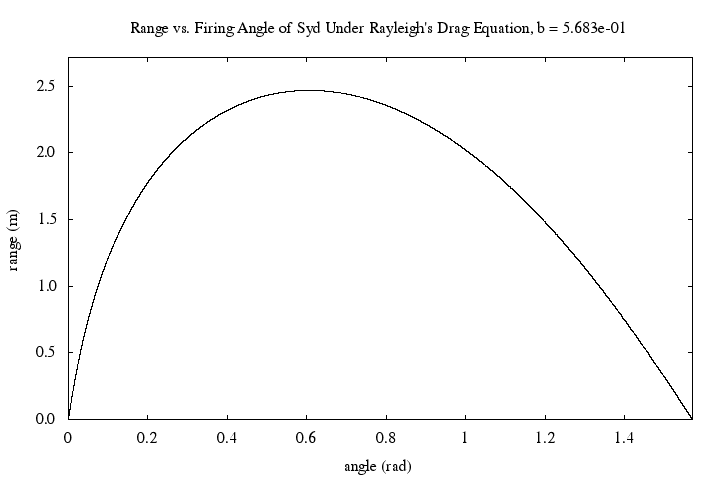 Range vs. Firing Angle of Syd Under Rayleigh's Drag Equation, b = 5.683e-01
2.5
2.0
1.5
1.0
0.5
0.0
range (m)
0 0.2 0.4 0.6 0.8 1 1.2 1.4
angle (rad)